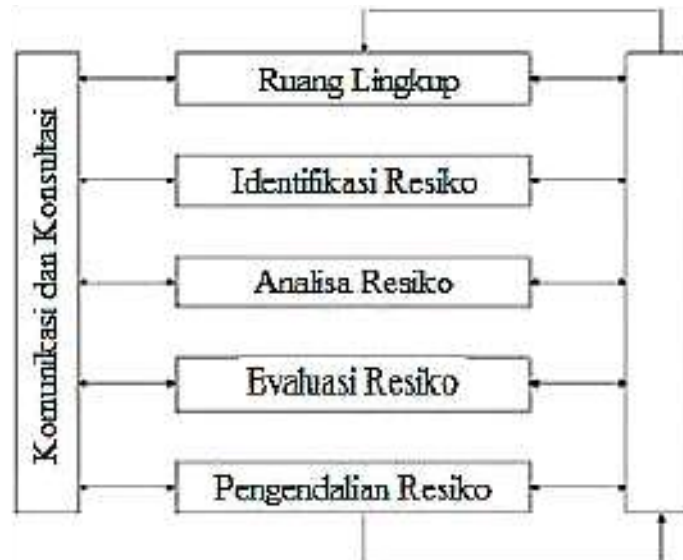 Komunikasi dan Konsultasi
Ruang Lingkup
Identifikasi Resiko
Analisa Resiko
Evaluasi Resiko
Pengendalian Resiko